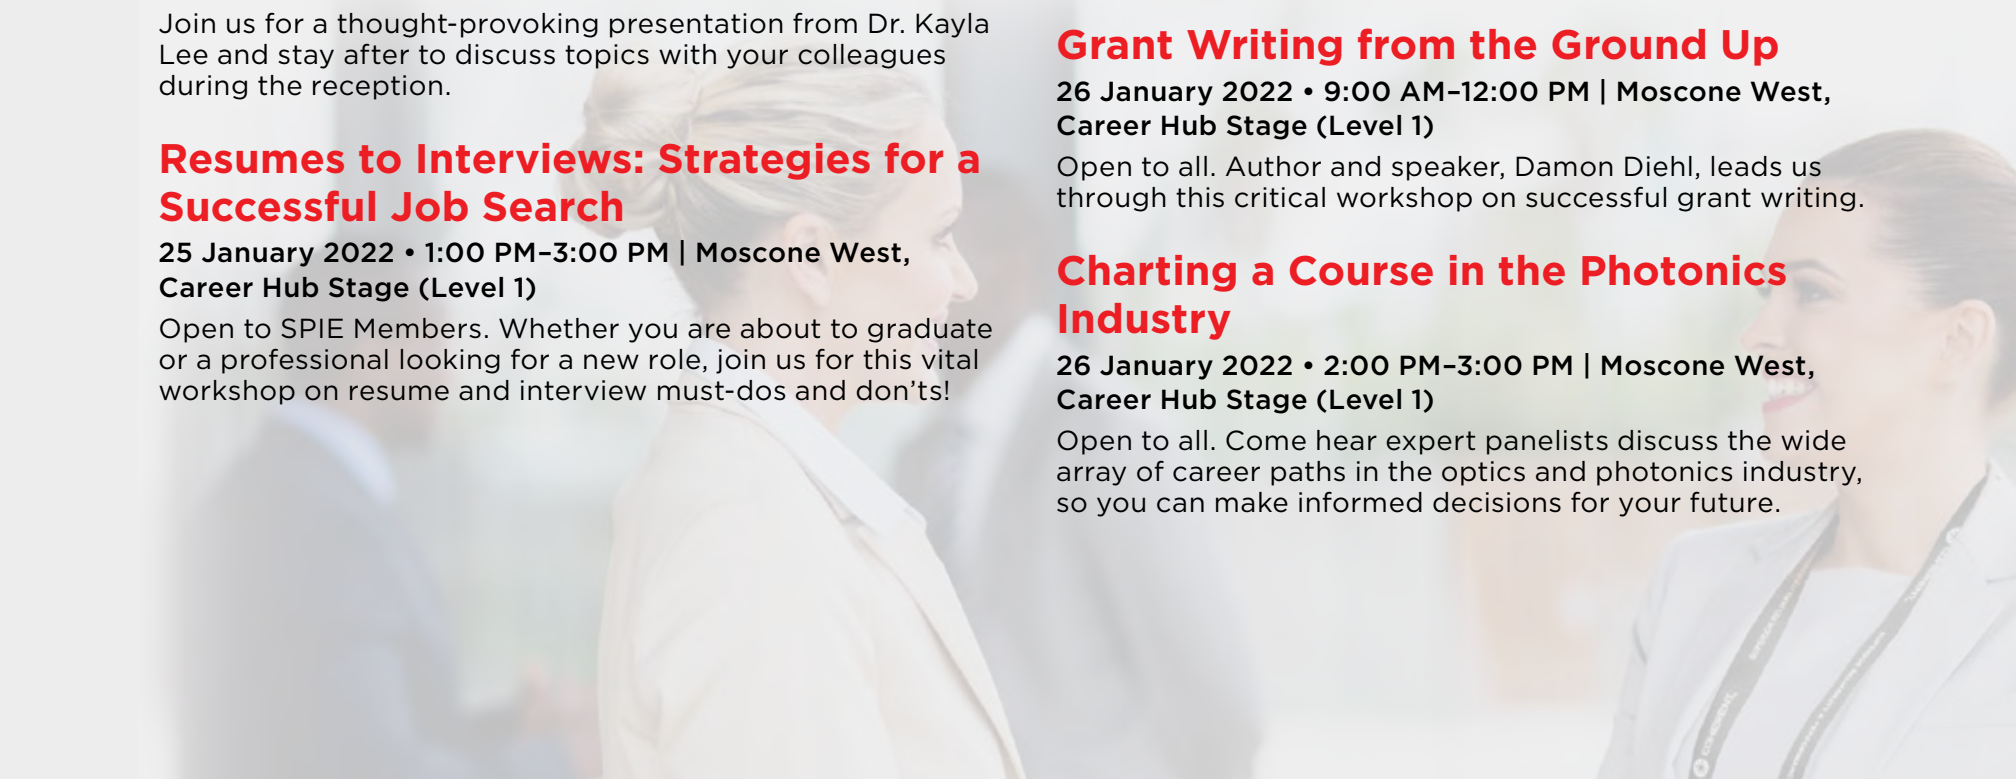 Join us for a thought-provoking presentation from Dr. Kayla
Lee and stay after to discuss topics with your colleagues
during the reception.
Resumes to Interviews: Strategies for a
Successful Job Search
25 January 2022 • 1:00 PM–3:00 PM | Moscone West,
Career Hub Stage (Level 1)
Open to SPIE Members. Whether you are about to graduate
or a professional looking for a new role, join us for this vital
workshop on resume and interview must-dos and don’ts!
Grant Writing from the Ground Up
26 January 2022 • 9:00 AM–12:00 PM | Moscone West,
Career Hub Stage (Level 1)
Open to all. Author and speaker, Damon Diehl, leads us
through this critical workshop on successful grant writing.
Charting a Course in the Photonics
Industry
26 January 2022 • 2:00 PM–3:00 PM | Moscone West,
Career Hub Stage (Level 1)
Open to all. Come hear expert panelists discuss the wide
array of career paths in the optics and photonics industry,
so you can make informed decisions for your future.
COHERENT